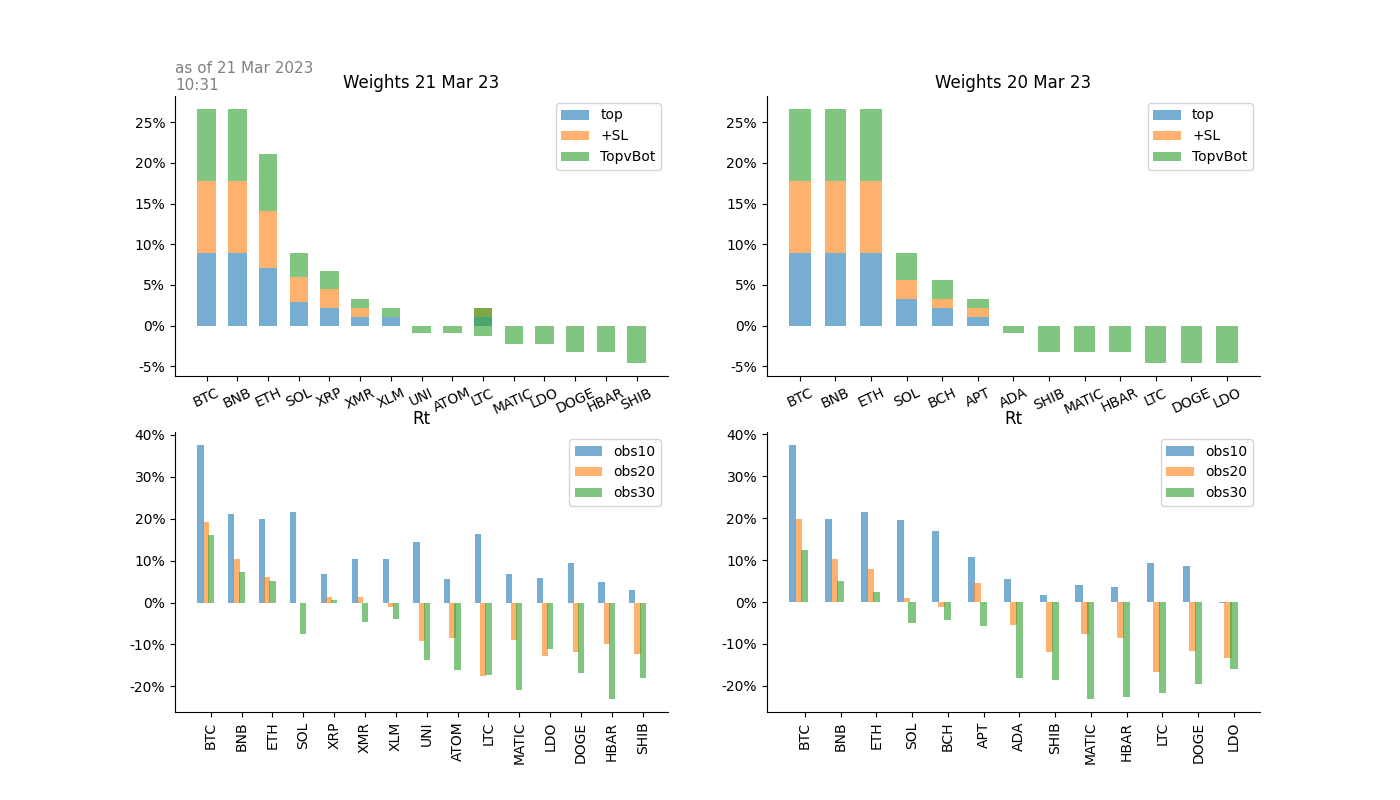 as of 21 Mar 2023
10:31
Weights 21 Mar 23
25%
20%
15%
10%
5%
0%
-5%
top
+SL
TopvBot
BTC BNB ETH SOL XRP XMR XLM UNI ATOM LTC MATIC LDO DOGE HBAR SHIB
Weights 20 Mar 23
25%
20%
15%
10%
5%
0%
-5%
top
+SL
TopvBot
BTC BNB ETH SOL BCH APT ADA SHIB MATIC HBAR LTC DOGE LDO
Rt
40%
30%
20%
10%
0%
-10%
-20%
obs10
obs20
obs30
BTC BNB ETH SOL XRP XMR XLM UNI ATOM LTC MATIC LDO DOGE HBAR SHIB
Rt
40%
30%
20%
10%
0%
-10%
-20%
obs10
obs20
obs30
BTC BNB ETH SOL BCH APT ADA SHIB MATIC HBAR LTC DOGE LDO